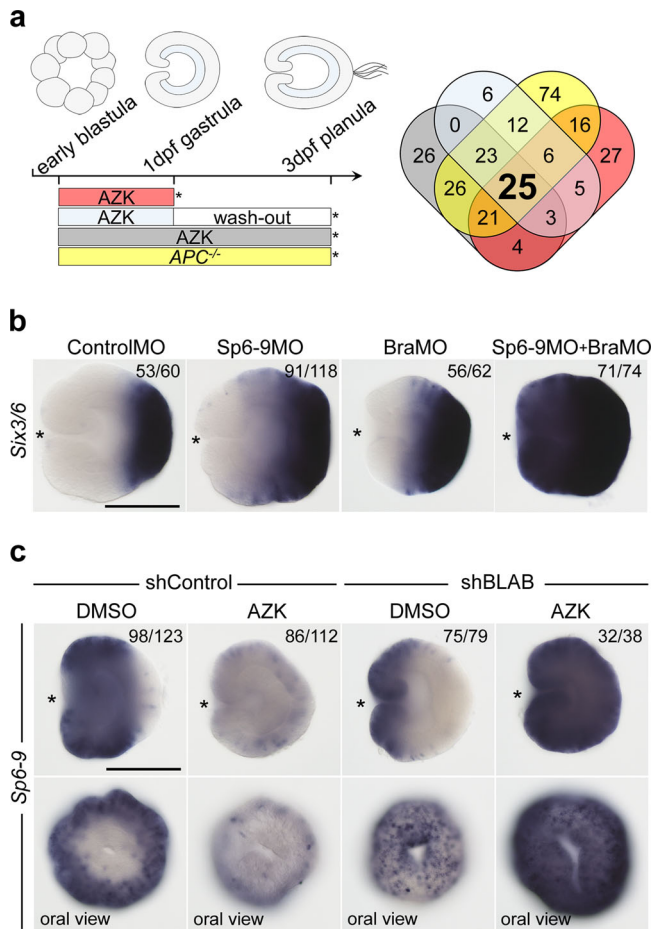 a
early blastula
1dpf gastrula
3dpf planula
AZK *
AZK wash-out *
AZK *
APC-/- *
6 74
0 12 16
26 23 6 27
26 25 5
21 3
4
b
ControlMO Sp6-9MO BraMO Sp6-9MO+BraMO
53/60 91/118 56/62 71/74
Six3/6
* * * *
c
shControl shBLAB
DMSO AZK DMSO AZK
98/123 86/112 75/79 32/38
* * * *
Sp6-9
oral view oral view oral view oral view